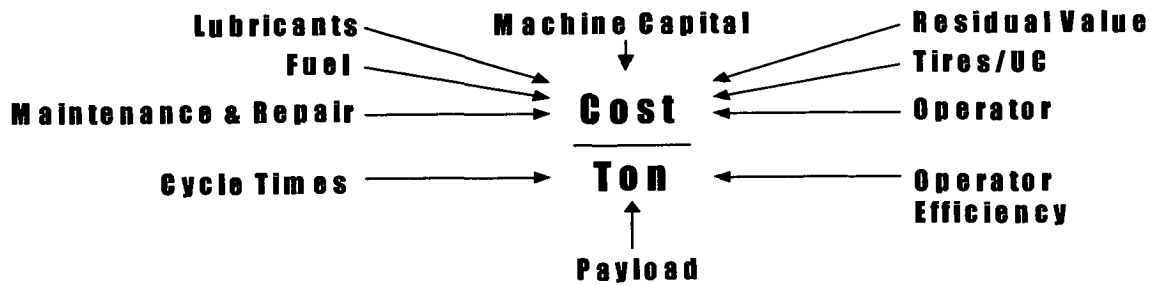 Lubricants
Machine Capital
Residual Value
Fuel
Tires/UC
Maintenance & Repair
Cost
Operator
Cycle Times
Ton
Operator
Efficiency
Payload